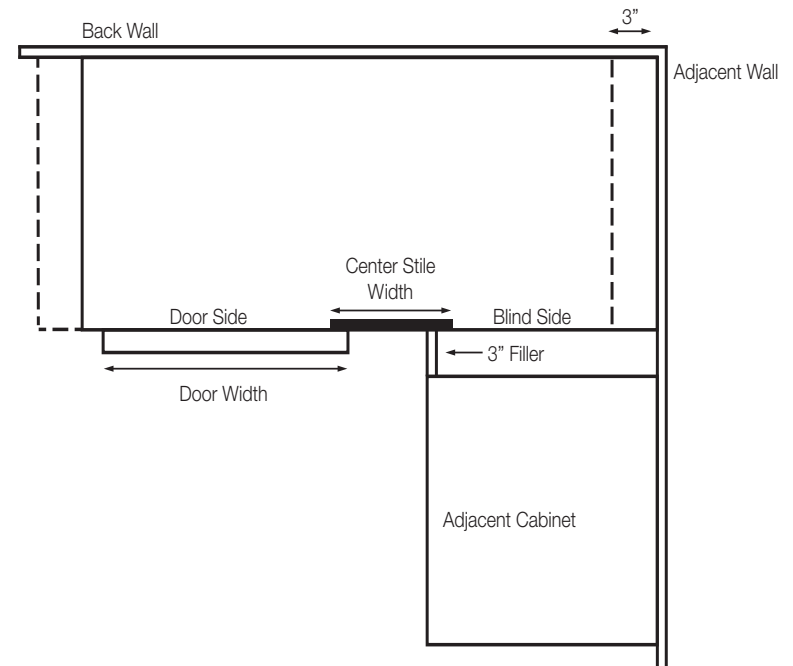 3”
Back Wall
Adjacent Wall
Center Stile
Width
Door Side
Blind Side
3” Filler
Door Width
Adjacent Cabinet